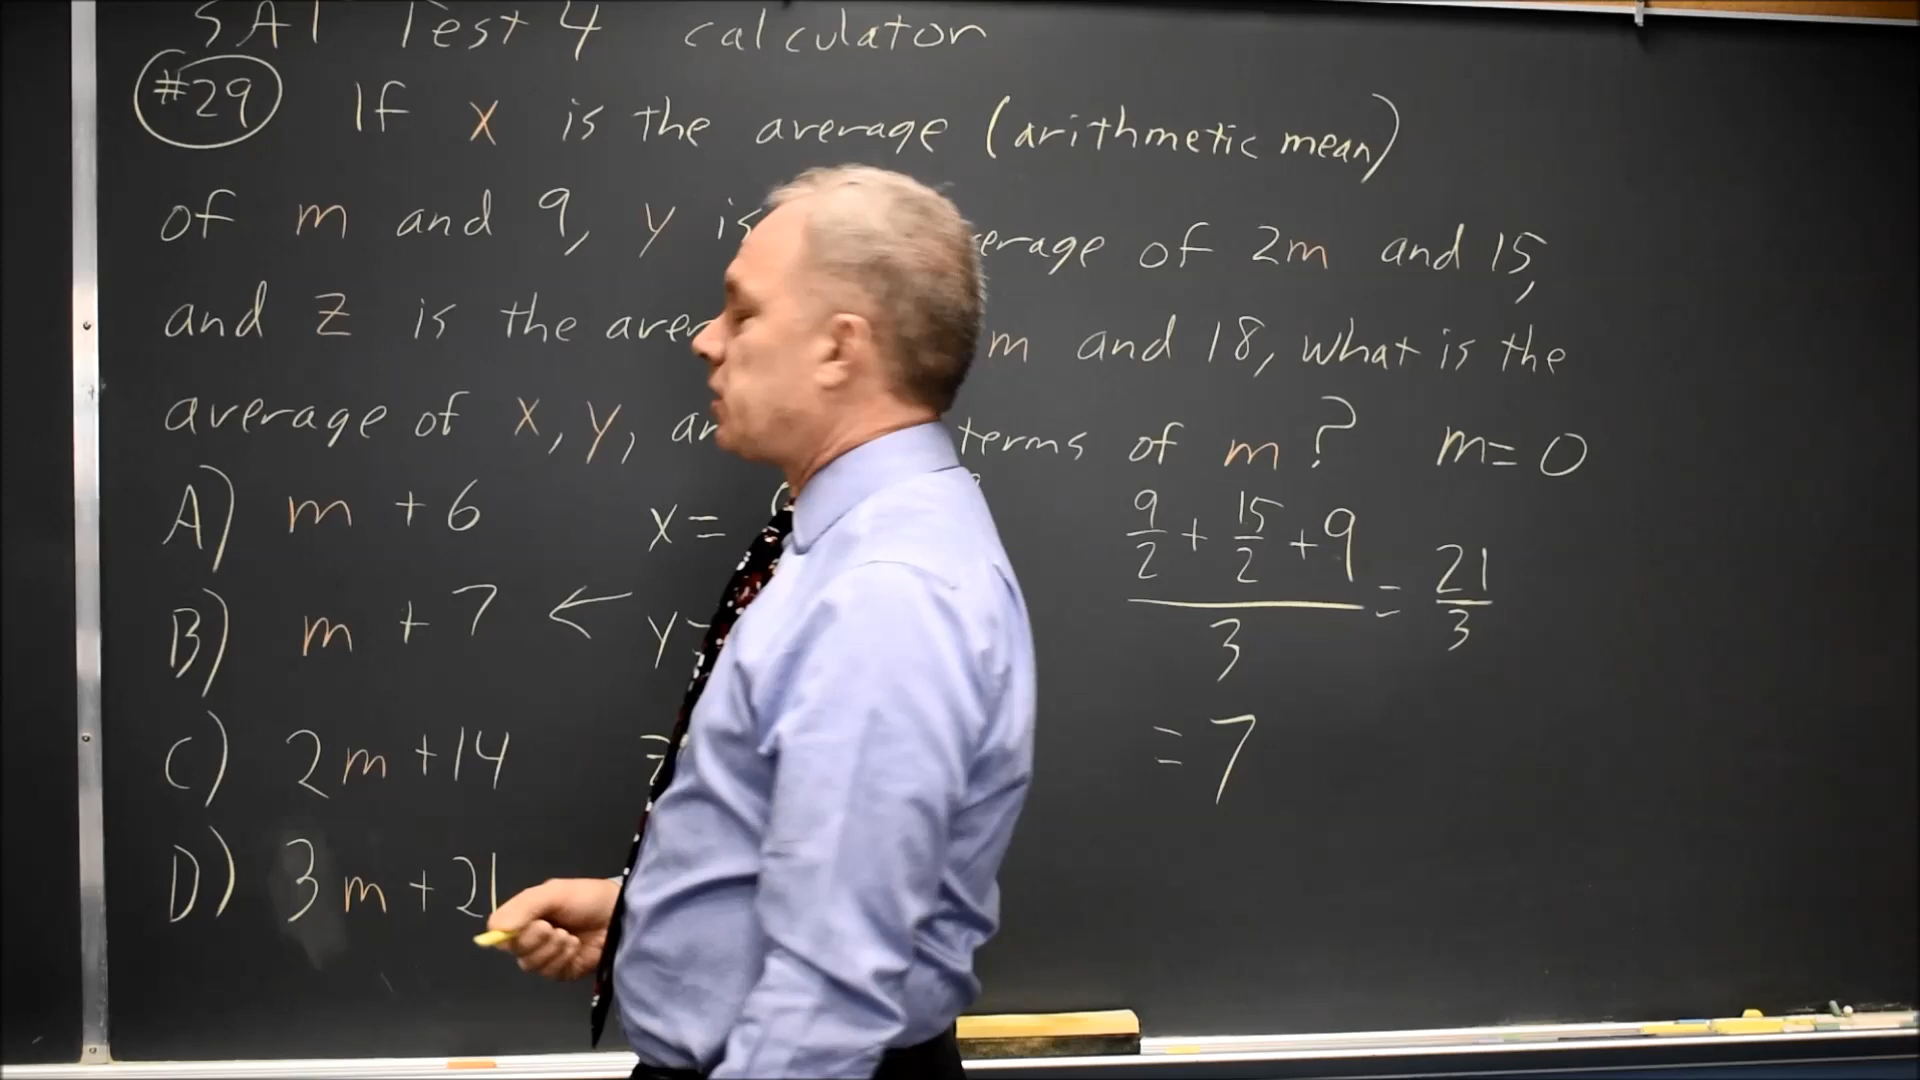 SAT Test 4 calculator
#29 If x is the average (arithmetic mean)
of m and 9, y is erage of 2m and 15,
and z is the aver m and 18, what is the
average of x, y, an terms of m? m = 0
A) m + 6 x =
B) m + 7 ← y
C) 2m + 14 z
D) 3m + 21
9/2 + 15/2 + 9
3
= 21/3
= 7